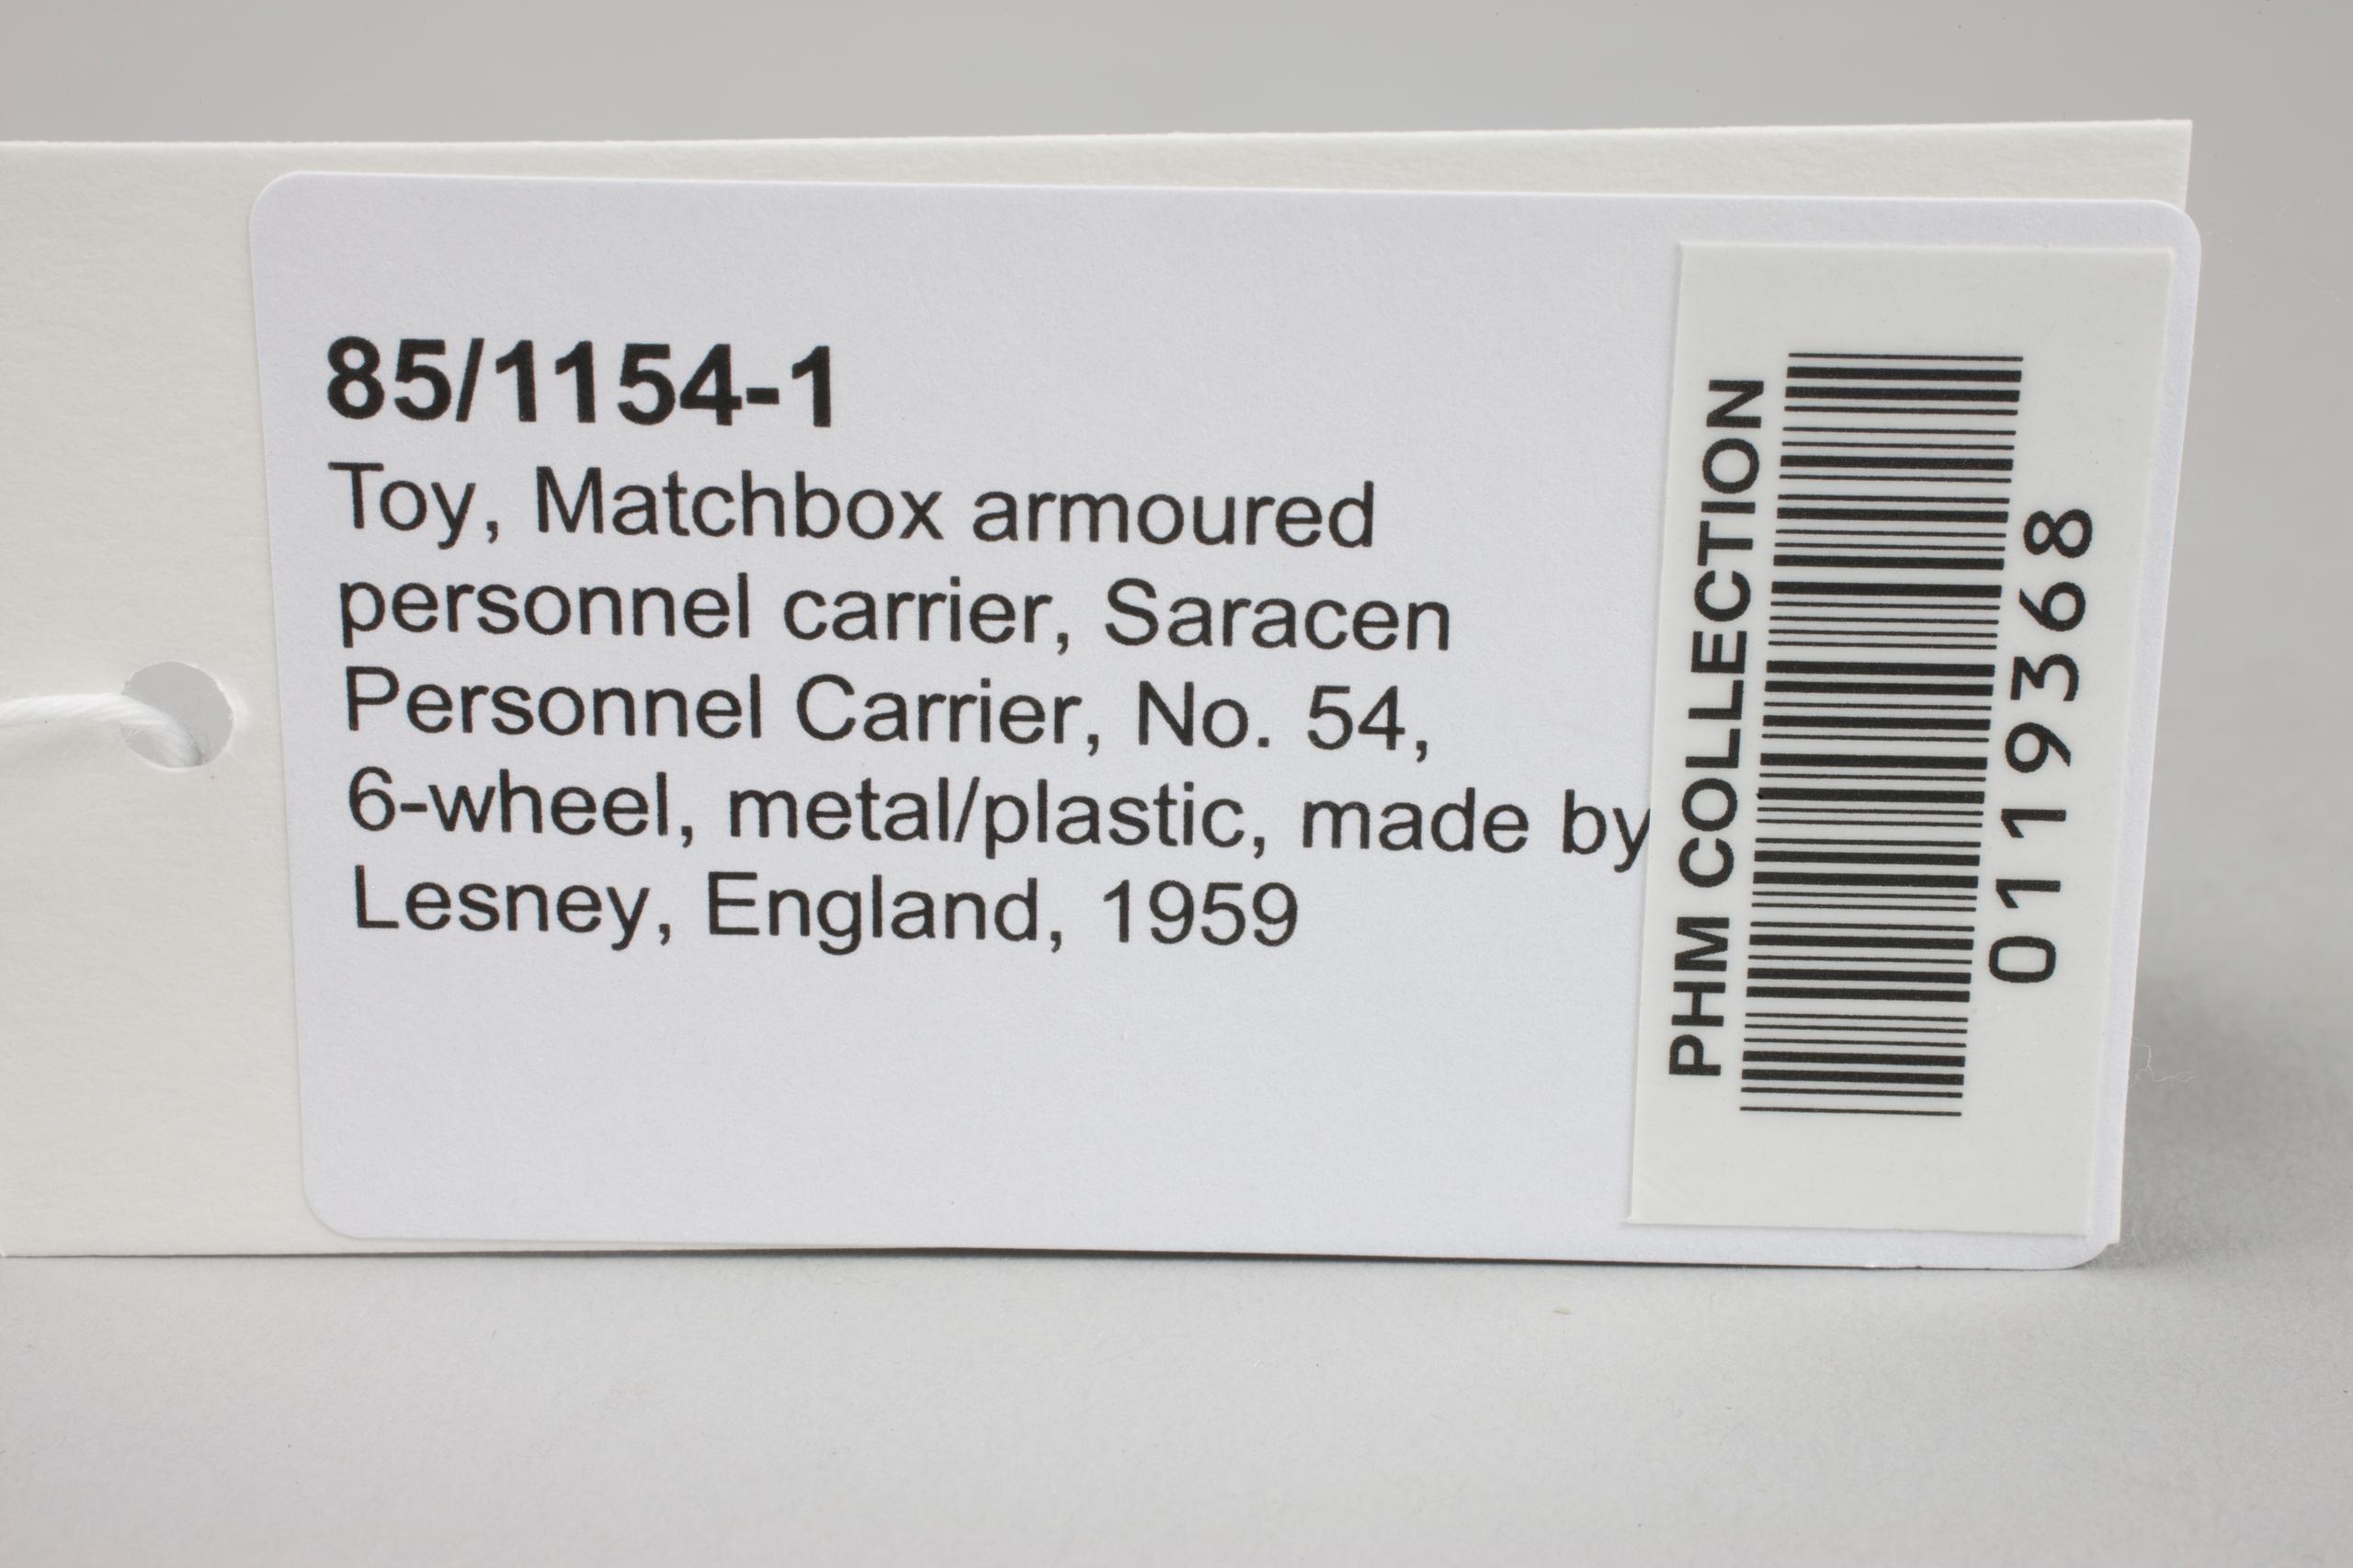 85/1154-1
Toy, Matchbox armoured
personnel carrier, Saracen
Personnel Carrier, No. 54,
6-wheel, metal/plastic, made by
Lesney, England, 1959
PHM COLLECTION
0119368